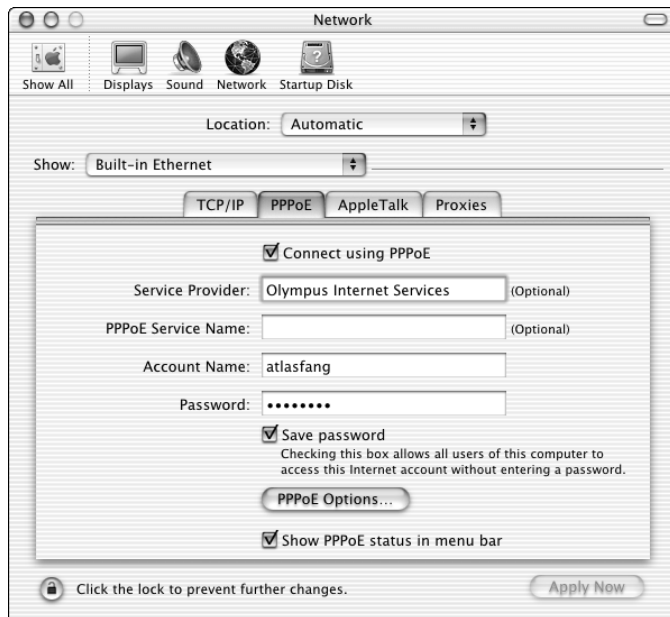 Network
Show All Displays Sound Network Startup Disk
Location: Automatic
Show: Built-in Ethernet
TCP/IP PPPoE AppleTalk Proxies
Connect using PPPoE
Service Provider: Olympus Internet Services (Optional)
PPPoE Service Name: (Optional)
Account Name: atlasfang
Password: ••••••••
Save password
Checking this box allows all users of this computer to
access this Internet account without entering a password.
PPPoE Options...
Show PPPoE status in menu bar
Click the lock to prevent further changes. Apply Now